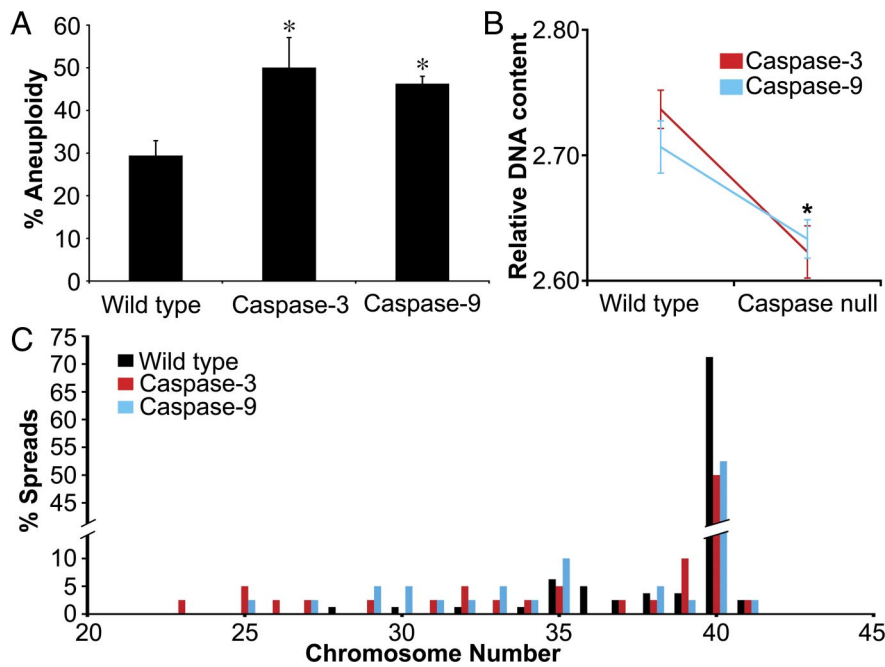 A
% Aneuploidy
60
50
40
30
20
10
0
*
*
Wild type
Caspase-3
Caspase-9
B
Relative DNA content
2.80
2.70
2.60
Caspase-3
Caspase-9
*
Wild type
Caspase null
C
% Spreads
75
70
65
60
55
50
45
10
5
0
Wild type
Caspase-3
Caspase-9
20
25
30
35
40
45
Chromosome Number